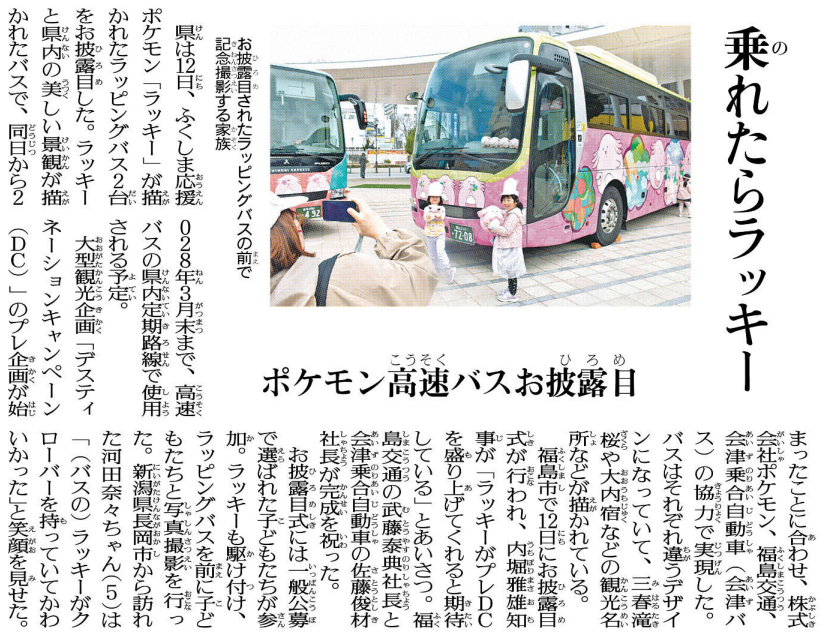 乗れたらラッキー
ポケモン高速バスお披露目
お披露目されたラッピングバスの前で
記念撮影する家族
県は12日、ふくしま応援
ポケモン「ラッキー」が描
かれたラッピングバス2台
をお披露目した。ラッキー
と県内の美しい景観が描
かれたバスで、同日から2
028年3月末まで、高速
バスの県内定期路線で使用
される予定。
大型観光企画「デスティ
ネーションキャンペーン
（DC）」のプレ企画が始
まったことに合わせ、株式
会社ポケモン、福島交通、
会津乗合自動車（会津バ
ス）の協力で実現した。
バスはそれぞれ違うデザイ
ンになっていて、三春滝
桜や大内宿などの観光名
所などが描かれている。
福島市で12日にお披露目
式が行われ、内堀雅雄知
事が「ラッキーがプレDC
を盛り上げてくれると期待
している」とあいさつ。福
島交通の武藤泰典社長と
会津乗合自動車の佐藤俊材
社長が完成を祝った。
お披露目式には一般公募
で選ばれた子どもたちが参
加。ラッキーも駆け付け、
ラッピングバスを前に子ど
もたちと写真撮影を行っ
た。新潟県長岡市から訪れ
た河田奈々ちゃん（5）は
「（バスの）ラッキーがク
ローバーを持っていてかわ
いかった」と笑顔を見せた。
・492
72-08